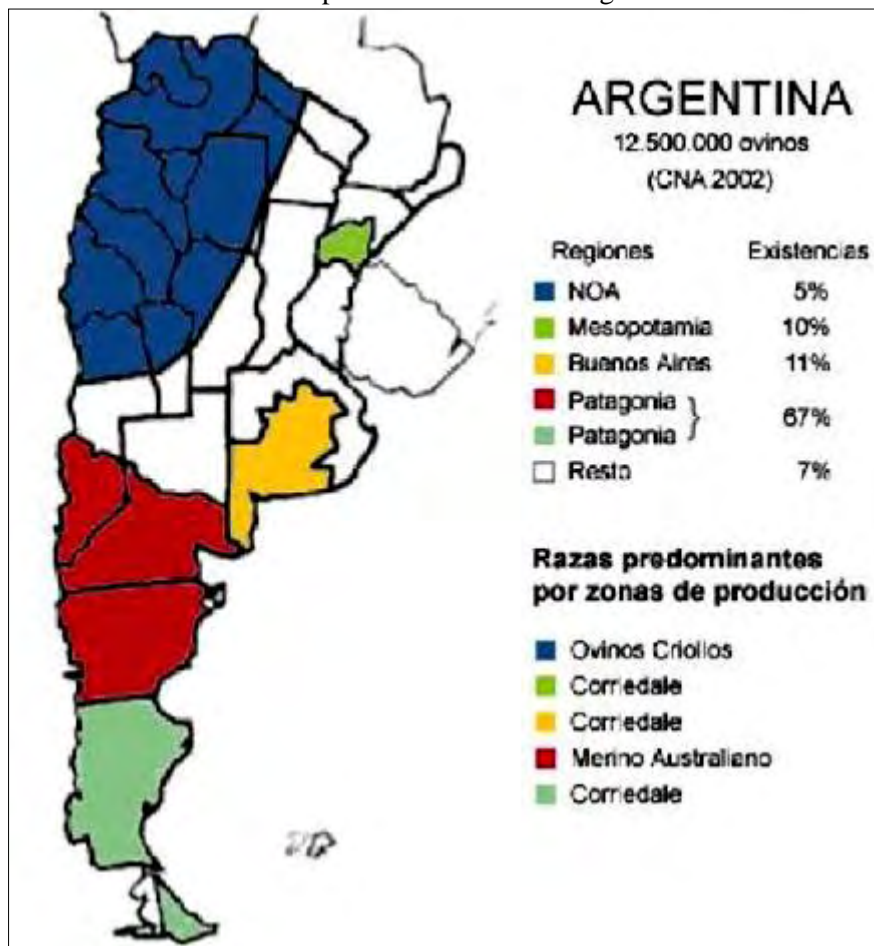 ARGENTINA
12.500.000 ovinos
(CNA 2002)
Regiones Existencias
NOA 5%
Mesopotamia 10%
Buenos Aires 11%
Patagonia
Patagonia } 67%
Resto 7%
Razas predominantes
por zonas de producción
Ovinos Criollos
Corriedale
Corriedale
Merino Australiano
Corriedale